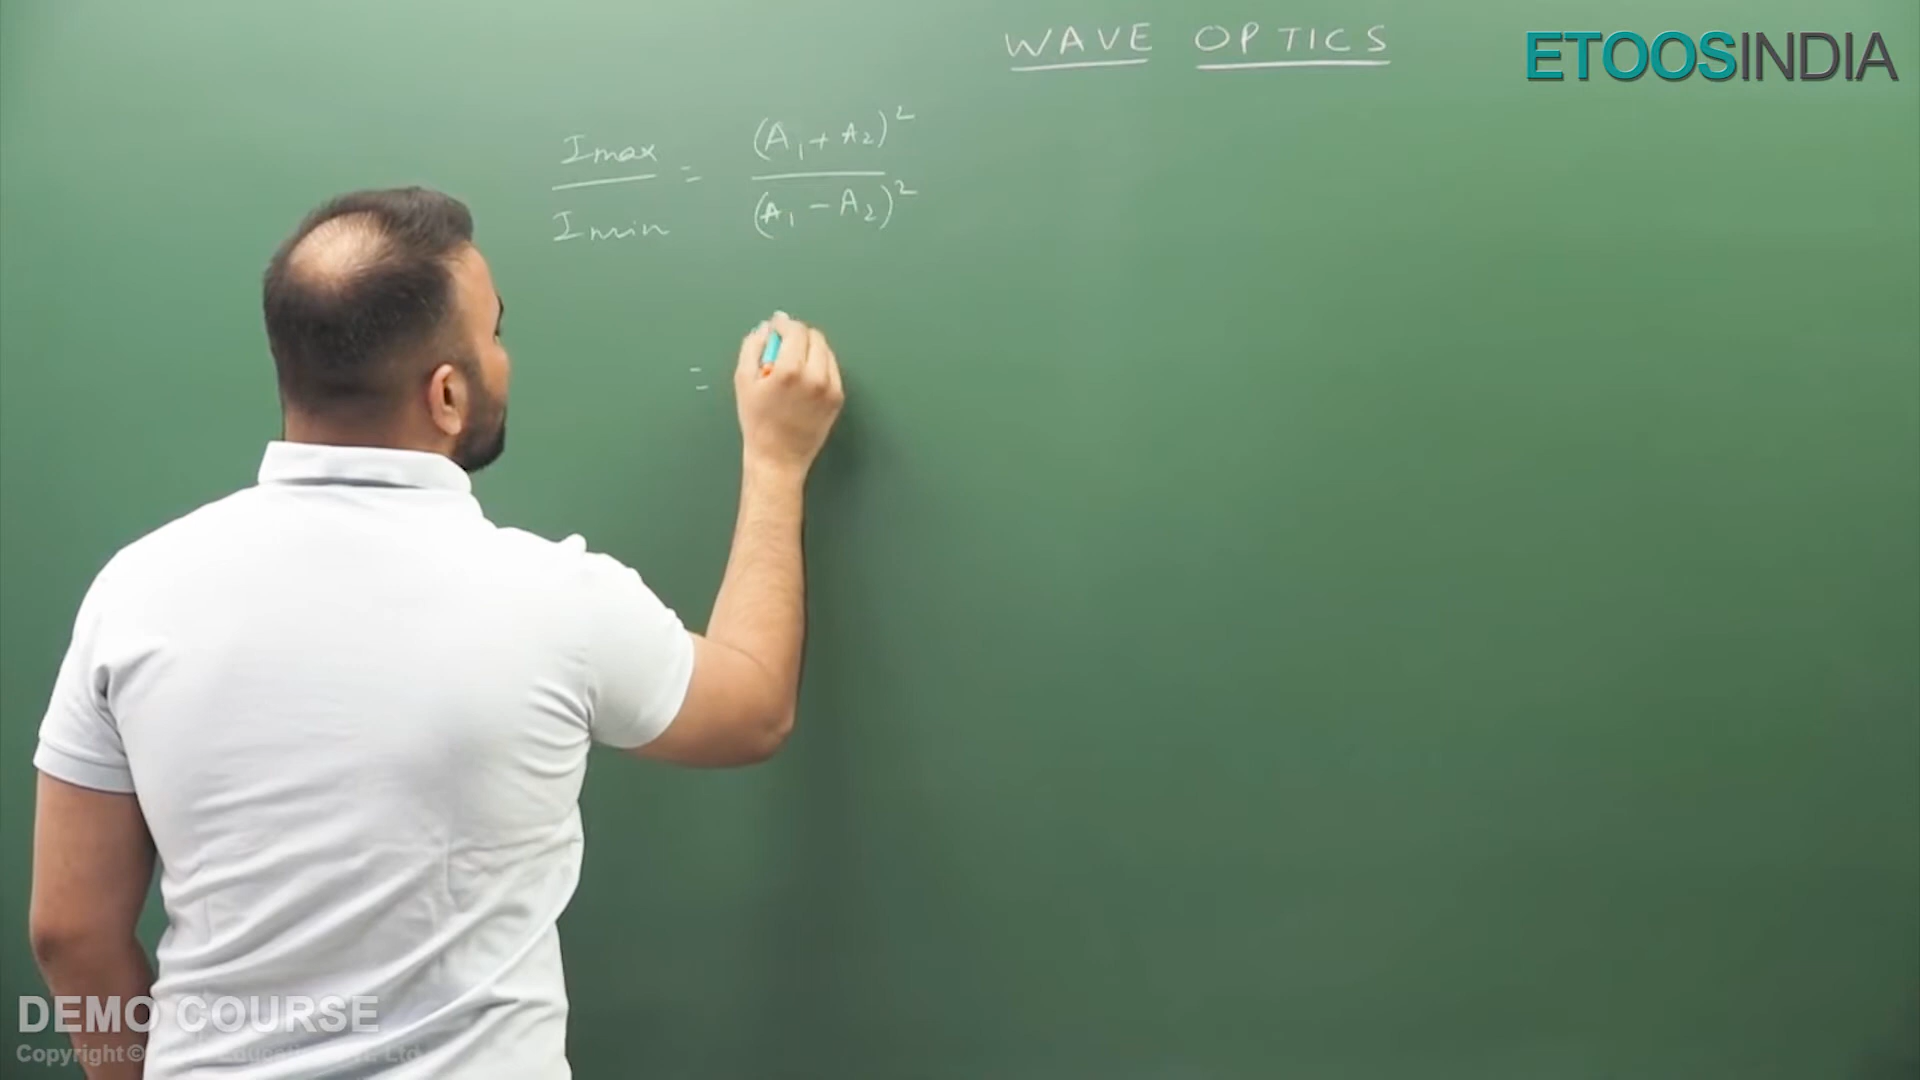 WAVE OPTICS
ETOOSINDIA
Imax / Imin = (A₁ + A₂)² / (A₁ - A₂)²
=
DEMO COURSE
Copyright ©